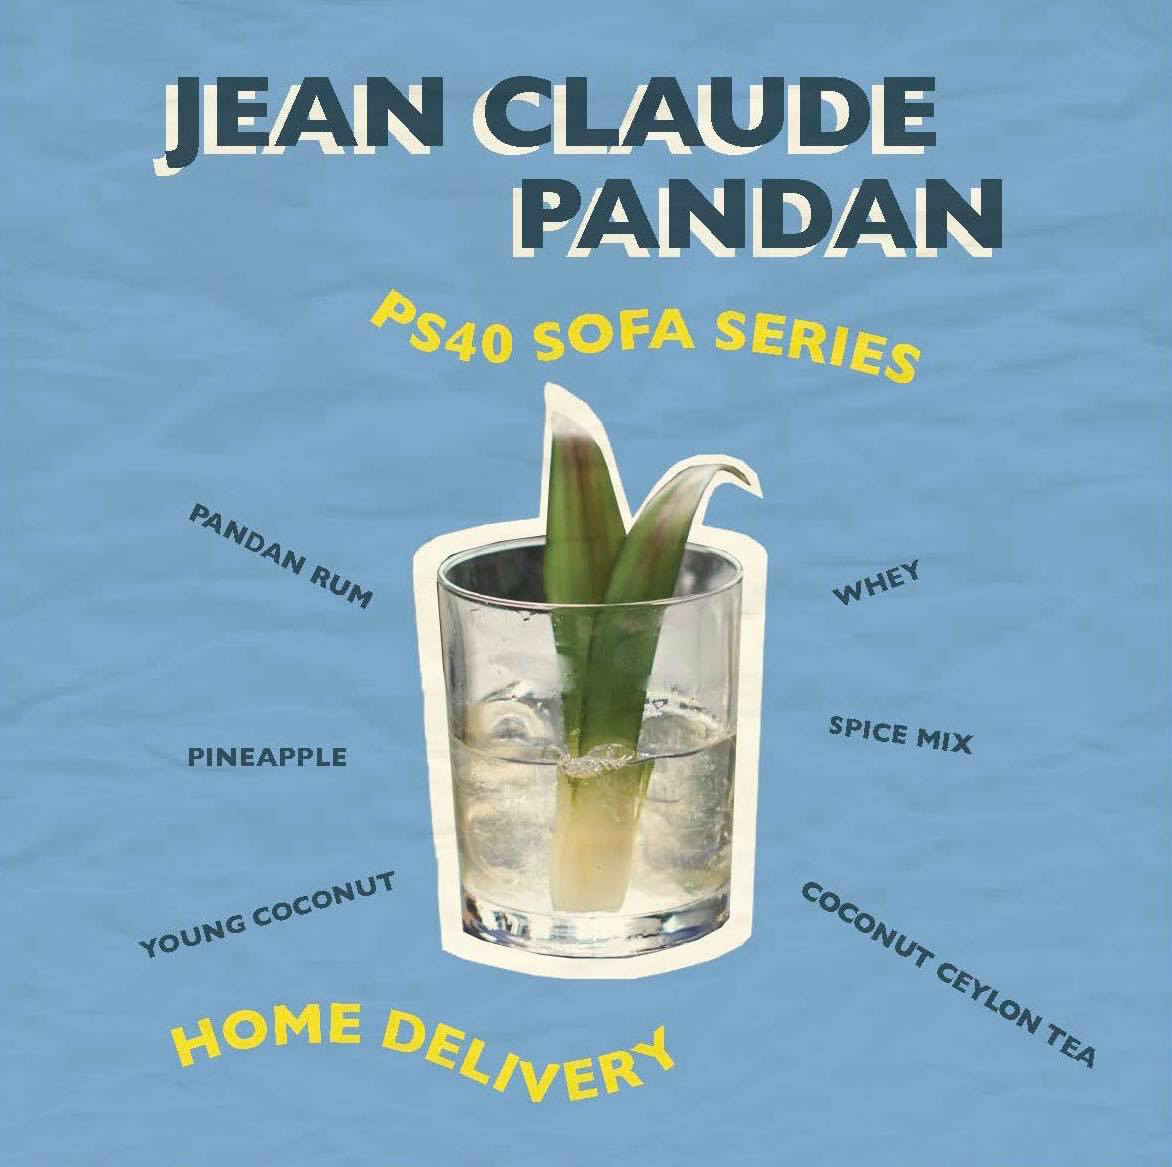 JEAN CLAUDE
PANDAN
PS40 SOFA SERIES
PANDAN RUM
WHEY
PINEAPPLE
SPICE MIX
YOUNG COCONUT
COCONUT CEYLON TEA
HOME DELIVERY